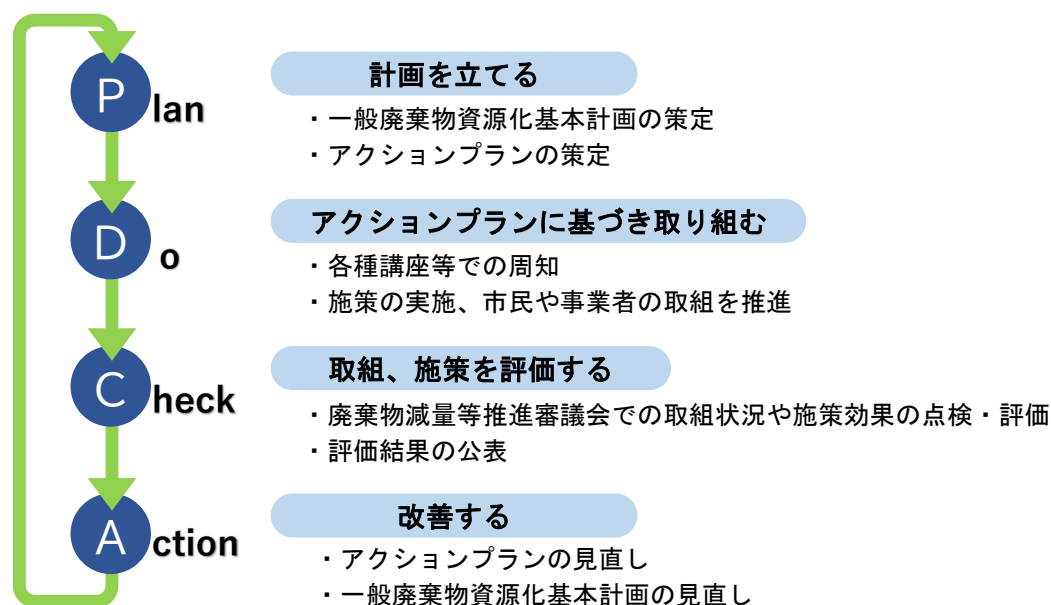 計画を立てる
Plan
・一般廃棄物資源化基本計画の策定
・アクションプランの策定
アクションプランに基づき取り組む
Do
・各種講座等での周知
・施策の実施、市民や事業者の取組を推進
取組、施策を評価する
Check
・廃棄物減量等推進審議会での取組状況や施策効果の点検・評価
・評価結果の公表
改善する
Action
・アクションプランの見直し
・一般廃棄物資源化基本計画の見直し